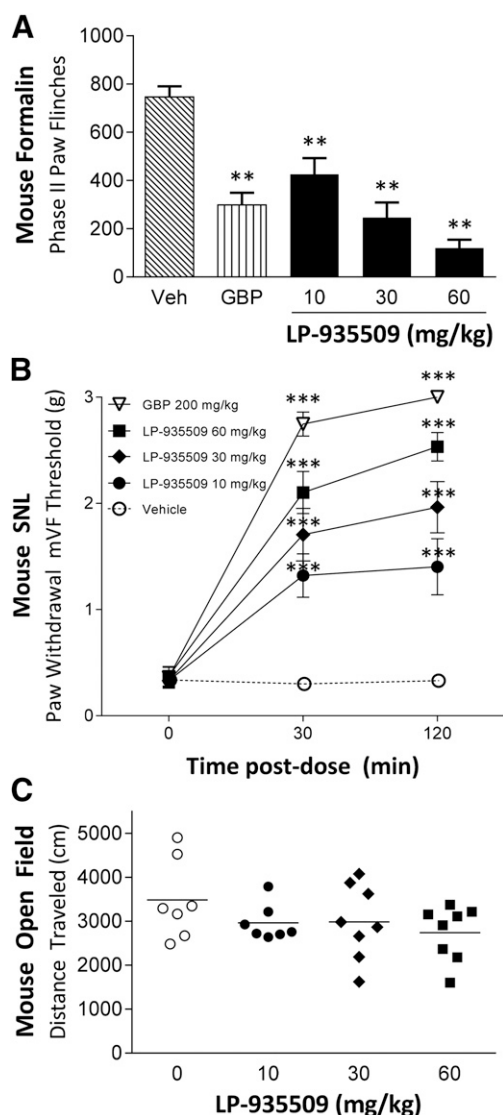 A
Mouse Formalin
Phase II Paw Flinches
1000
800
600
400
200
0
**
**
**
**
Veh
GBP
10
30
60
LP-935509 (mg/kg)
B
Mouse SNL
Paw Withdrawal mVF Threshold (g)
3
2
1
0
GBP 200 mg/kg
LP-935509 60 mg/kg
LP-935509 30 mg/kg
LP-935509 10 mg/kg
Vehicle
***
***
***
***
***
***
***
***
0
30
120
Time post-dose (min)
C
Mouse Open Field
Distance Traveled (cm)
5000
4000
3000
2000
1000
0
0
10
30
60
LP-935509 (mg/kg)